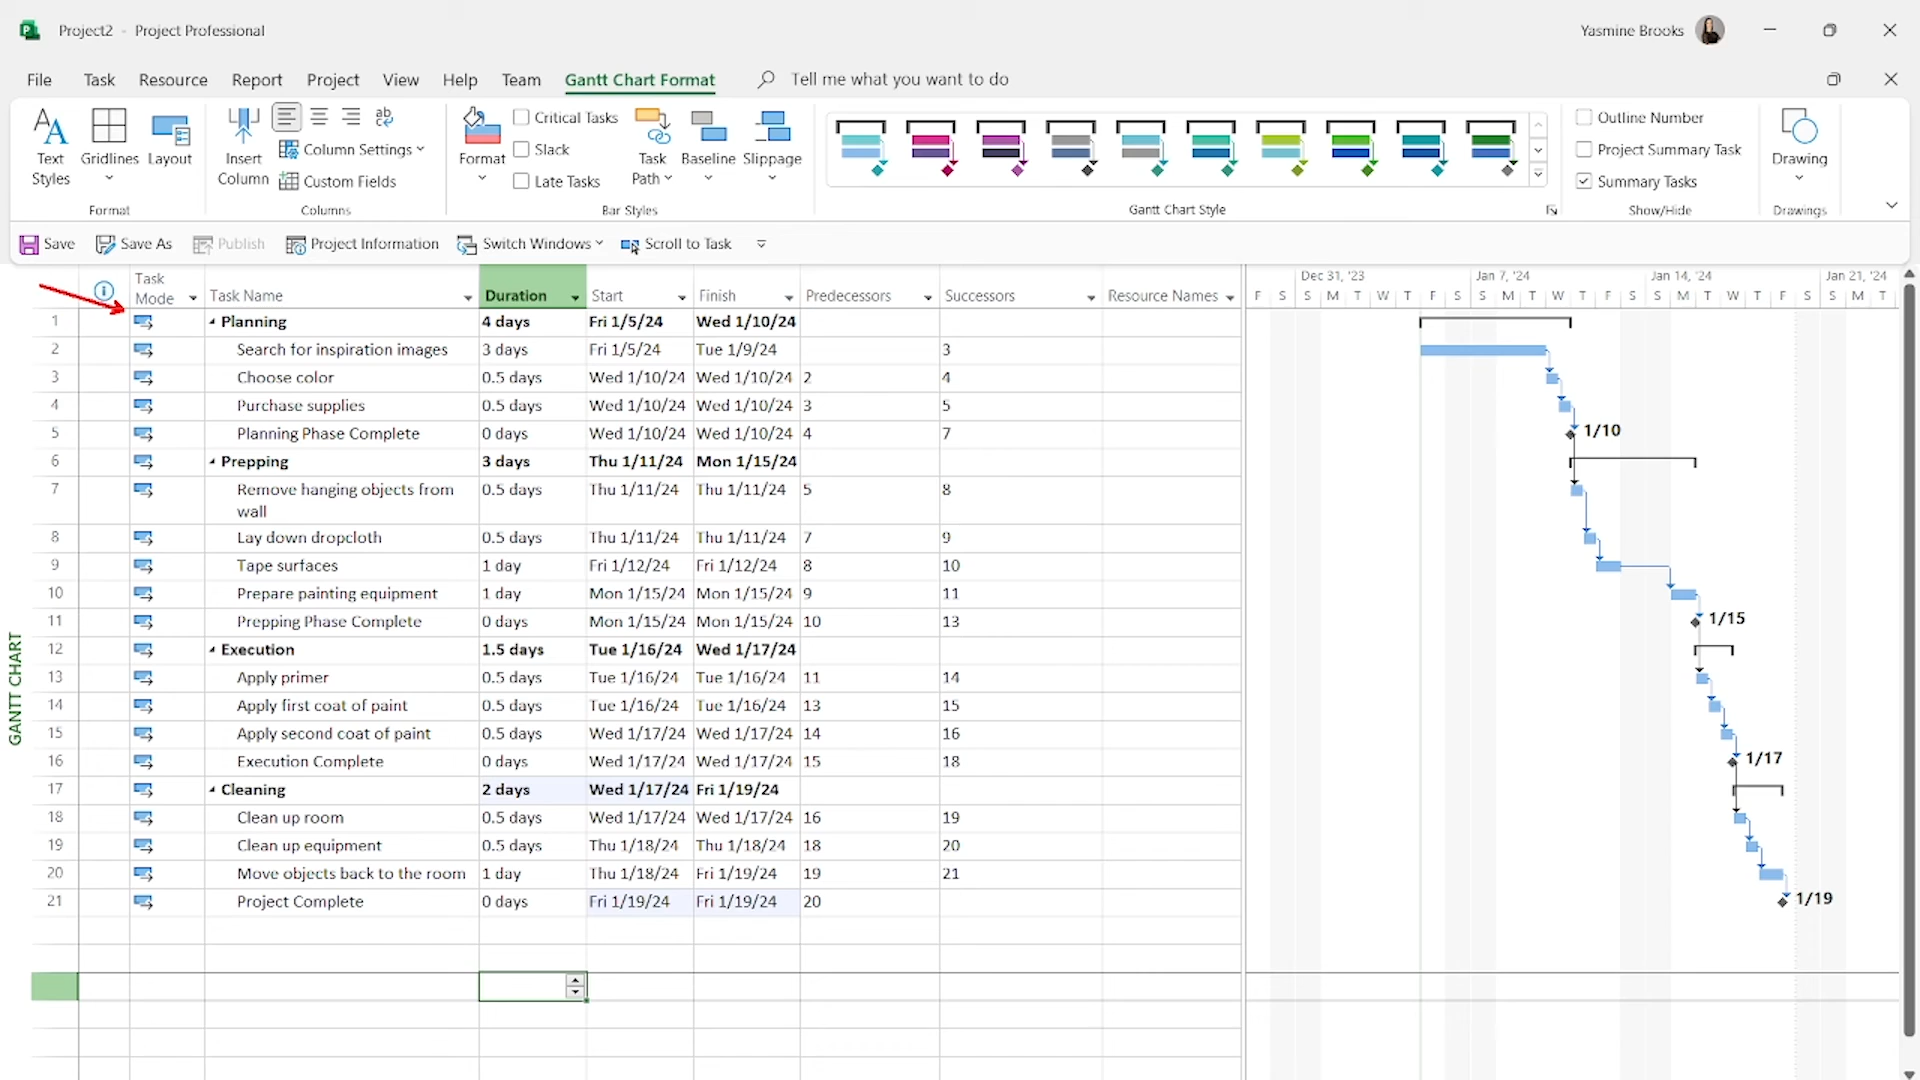 Project2 - Project Professional
Yasmine Brooks
File Task Resource Report Project View Help Team Gantt Chart Format Tell me what you want to do
Text Styles Gridlines Layout
Format
Insert Column Column Settings Custom Fields
Columns
Format Critical Tasks Slack Late Tasks Task Path Baseline Slippage
Bar Styles
Gantt Chart Style
Outline Number
Project Summary Task
Summary Tasks
Show/Hide
Drawing
Drawings
Save Save As Publish Project Information Switch Windows Scroll to Task
Task Mode Task Name Duration Start Finish Predecessors Successors Resource Names
Dec 31, '23 Jan 7, '24 Jan 14, '24 Jan 21, '24
F S S M T W T F S S M T W T F S S M T W T F S S M T
1 Planning 4 days Fri 1/5/24 Wed 1/10/24
2 Search for inspiration images 3 days Fri 1/5/24 Tue 1/9/24 3
3 Choose color 0.5 days Wed 1/10/24 Wed 1/10/24 2 4
4 Purchase supplies 0.5 days Wed 1/10/24 Wed 1/10/24 3 5
5 Planning Phase Complete 0 days Wed 1/10/24 Wed 1/10/24 4 7 1/10
6 Prepping 3 days Thu 1/11/24 Mon 1/15/24
7 Remove hanging objects from wall 0.5 days Thu 1/11/24 Thu 1/11/24 5 8
8 Lay down dropcloth 0.5 days Thu 1/11/24 Thu 1/11/24 7 9
9 Tape surfaces 1 day Fri 1/12/24 Fri 1/12/24 8 10
10 Prepare painting equipment 1 day Mon 1/15/24 Mon 1/15/24 9 11
11 Prepping Phase Complete 0 days Mon 1/15/24 Mon 1/15/24 10 13 1/15
12 Execution 1.5 days Tue 1/16/24 Wed 1/17/24
13 Apply primer 0.5 days Tue 1/16/24 Tue 1/16/24 11 14
14 Apply first coat of paint 0.5 days Tue 1/16/24 Tue 1/16/24 13 15
15 Apply second coat of paint 0.5 days Wed 1/17/24 Wed 1/17/24 14 16
16 Execution Complete 0 days Wed 1/17/24 Wed 1/17/24 15 18 1/17
17 Cleaning 2 days Wed 1/17/24 Fri 1/19/24
18 Clean up room 0.5 days Wed 1/17/24 Wed 1/17/24 16 19
19 Clean up equipment 0.5 days Thu 1/18/24 Thu 1/18/24 18 20
20 Move objects back to the room 1 day Thu 1/18/24 Fri 1/19/24 19 21
21 Project Complete 0 days Fri 1/19/24 Fri 1/19/24 20 1/19
GANTT CHART